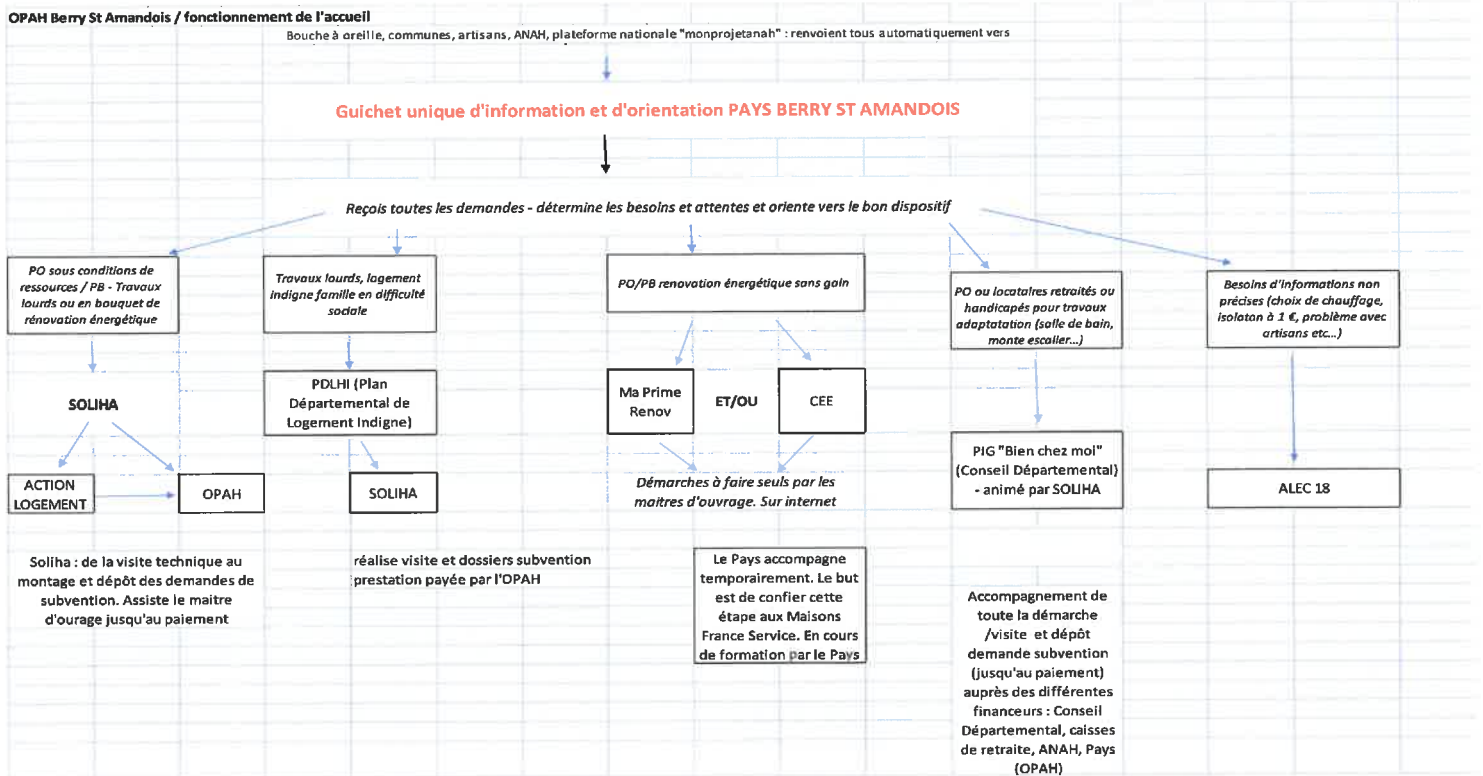 OPAH Berry St Amandois / fonctionnement de l'accueil
Bouche à oreille, communes, artisans, ANAH, plateforme nationale "monprojetanah" : renvoient tous automatiquement vers
Guichet unique d'information et d'orientation PAYS BERRY ST AMANDOIS
Reçois toutes les demandes - détermine les besoins et attentes et oriente vers le bon dispositif
PO sous conditions de
ressources / PB - Travaux
lourds ou en bouquet de
rénovation énergétique
Travaux lourds, logement
indigne famille en difficulté
sociale
PO/PB renovation énergétique sans gain
PO ou locataires retraités ou
handicapés pour travaux
adaptatation (salle de bain,
monte escalier...)
Besoins d'informations non
précises (choix de chauffage,
isolaton à 1 €, problème avec
artisans etc...)
SOLIHA
PDLHI (Plan
Départemental de
Logement Indigne)
Ma Prime
Renov
ET/OU
CEE
ACTION
LOGEMENT
OPAH
SOLIHA
Démarches à faire seuls par les
maitres d'ouvrage. Sur internet
PIG "Bien chez moi"
(Conseil Départemental)
- animé par SOLIHA
ALEC 18
Soliha : de la visite technique au
montage et dépôt des demandes de
subvention. Assiste le maitre
d'ourage jusqu'au paiement
réalise visite et dossiers subvention
prestation payée par l'OPAH
Le Pays accompagne
temporairement. Le but
est de confier cette
étape aux Maisons
France Service. En cours
de formation par le Pays
Accompagnement de
toute la démarche
/visite et dépôt
demande subvention
(jusqu'au paiement)
auprès des différentes
financeurs : Conseil
Départemental, caisses
de retraite, ANAH, Pays
(OPAH)